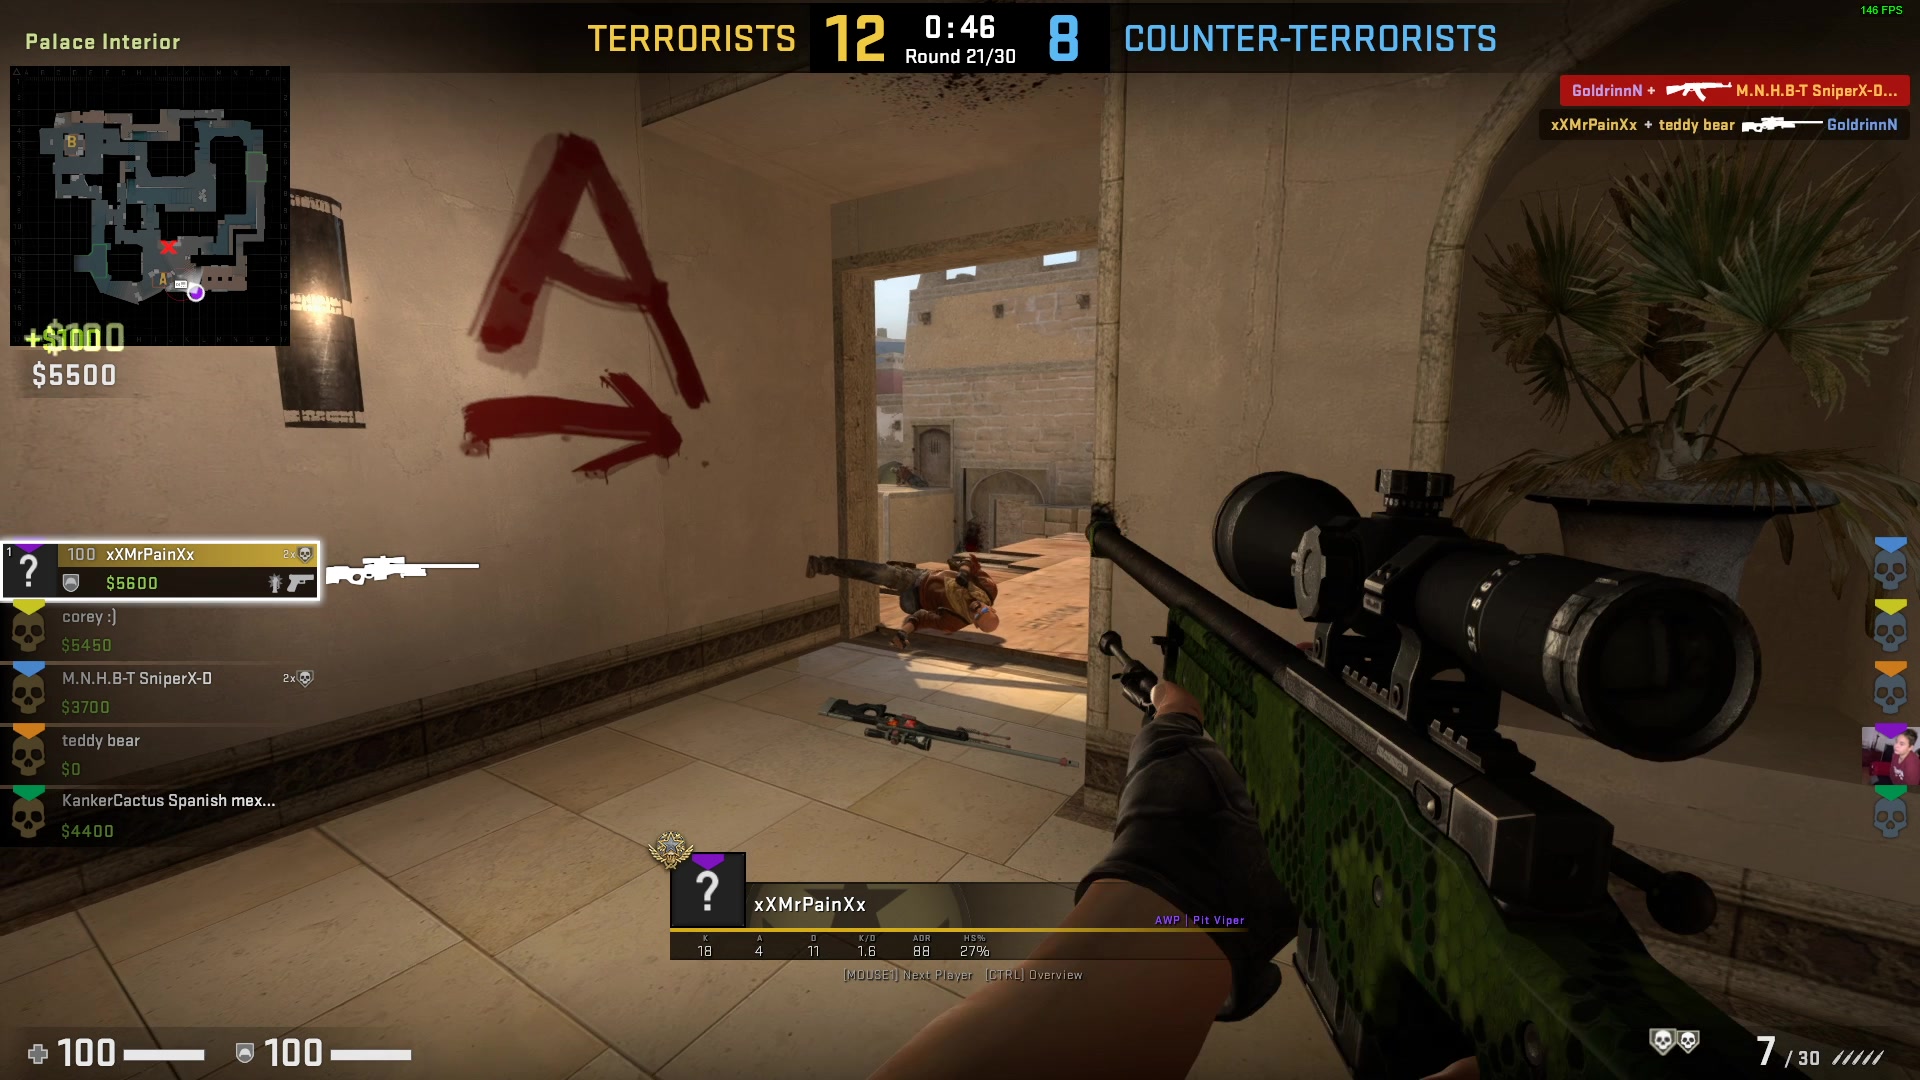 146 FPS
TERRORISTS 12 0:46 8 COUNTER-TERRORISTS
Round 21/30
Palace Interior
GoldrinnN + M.N.H.B-T SniperX-D...
xXMrPainXx + teddy bear GoldrinnN
B
A
A
$5500
1 ? 100 xXMrPainXx 2x
$5600
corey :)
$5450
M.N.H.B-T SniperX-D 2x
$3700
teddy bear
$0
KankerCactus Spanish mex...
$4400
? xXMrPainXx
AWP | Pit Viper
K A D K/D ADR HS%
18 4 11 1.6 88 27%
[MOUSE1] Next Player [CTRL] Overview
100 100
7 / 30